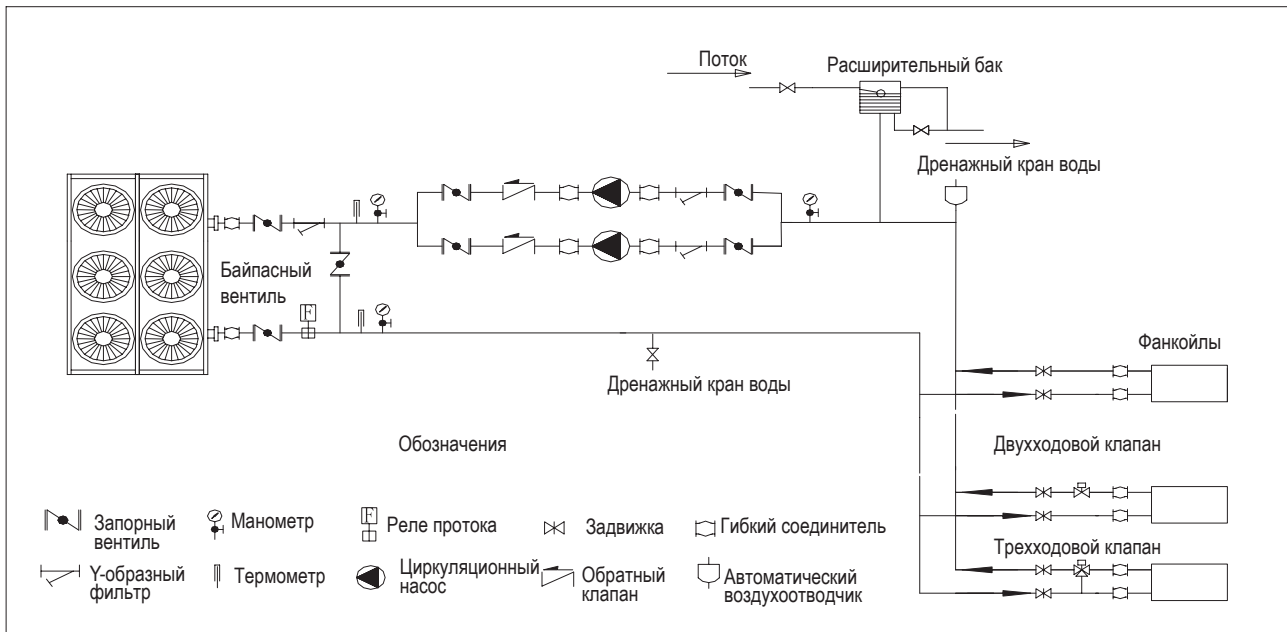 Поток
Расширительный бак
Дренажный кран воды
Байпасный
вентиль
F
Дренажный кран воды
Фанкойлы
Двухходовой клапан
Трехходовой клапан
Обозначения
Запорный
вентиль
Манометр
F
Реле протока
Задвижка
Гибкий соединитель
Y-образный
фильтр
Термометр
Циркуляционный
насос
Обратный
клапан
Автоматический
воздухоотводчик